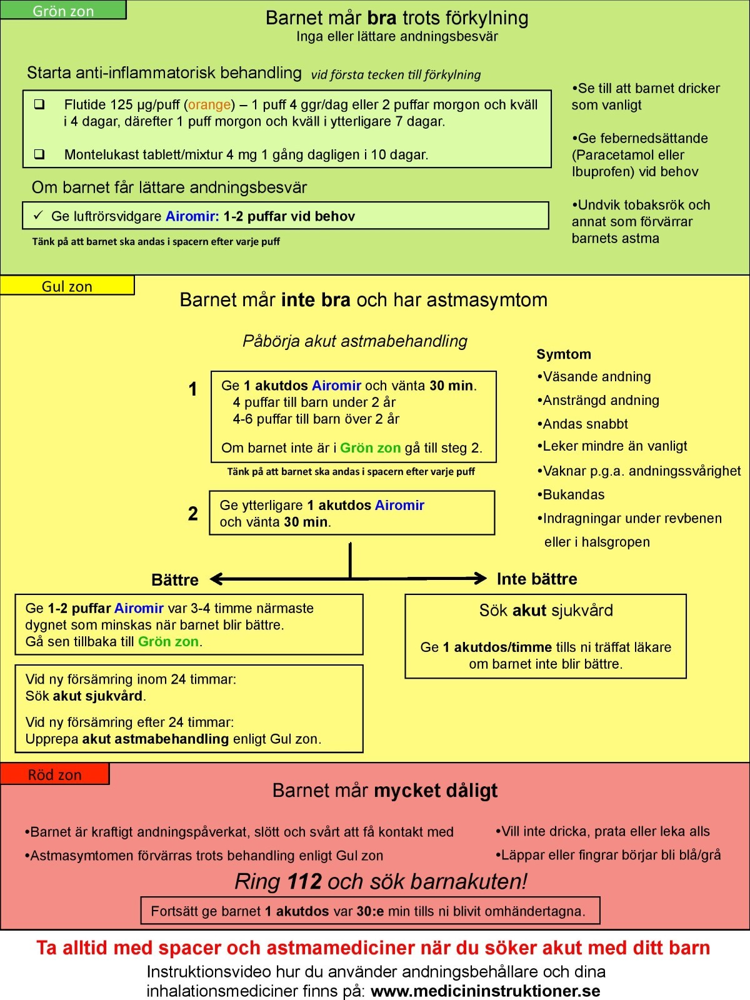 Grön zon
Barnet mår bra trots förkylning
Inga eller lättare andningsbesvär
Starta anti-inflammatorisk behandling vid första tecken till förkylning
❑ Flutide 125 µg/puff (orange) – 1 puff 4 ggr/dag eller 2 puffar morgon och kväll
i 4 dagar, därefter 1 puff morgon och kväll i ytterligare 7 dagar.
❑ Montelukast tablett/mixtur 4 mg 1 gång dagligen i 10 dagar.
Om barnet får lättare andningsbesvär
✓ Ge luftrörsvidgare Airomir: 1-2 puffar vid behov
Tänk på att barnet ska andas i spacern efter varje puff
•Se till att barnet dricker
som vanligt
•Ge febernedsättande
(Paracetamol eller
Ibuprofen) vid behov
•Undvik tobaksrök och
annat som förvärrar
barnets astma
Gul zon
Barnet mår inte bra och har astmasymtom
Påbörja akut astmabehandling
1
Ge 1 akutdos Airomir och vänta 30 min.
4 puffar till barn under 2 år
4-6 puffar till barn över 2 år
Om barnet inte är i Grön zon gå till steg 2.
Tänk på att barnet ska andas i spacern efter varje puff
2
Ge ytterligare 1 akutdos Airomir
och vänta 30 min.
Symtom
•Väsande andning
•Ansträngd andning
•Andas snabbt
•Leker mindre än vanligt
•Vaknar p.g.a. andningssvårighet
•Bukandas
•Indragningar under revbenen
eller i halsgropen
Bättre
Inte bättre
Ge 1-2 puffar Airomir var 3-4 timme närmaste
dygnet som minskas när barnet blir bättre.
Gå sen tillbaka till Grön zon.
Vid ny försämring inom 24 timmar:
Sök akut sjukvård.
Vid ny försämring efter 24 timmar:
Upprepa akut astmabehandling enligt Gul zon.
Sök akut sjukvård
Ge 1 akutdos/timme tills ni träffat läkare
om barnet inte blir bättre.
Röd zon
Barnet mår mycket dåligt
•Barnet är kraftigt andningspåverkat, slött och svårt att få kontakt med
•Astmasymtomen förvärras trots behandling enligt Gul zon
•Vill inte dricka, prata eller leka alls
•Läppar eller fingrar börjar bli blå/grå
Ring 112 och sök barnakuten!
Fortsätt ge barnet 1 akutdos var 30:e min tills ni blivit omhändertagna.
Ta alltid med spacer och astmamediciner när du söker akut med ditt barn
Instruktionsvideo hur du använder andningsbehållare och dina
inhalationsmediciner finns på: www.medicininstruktioner.se